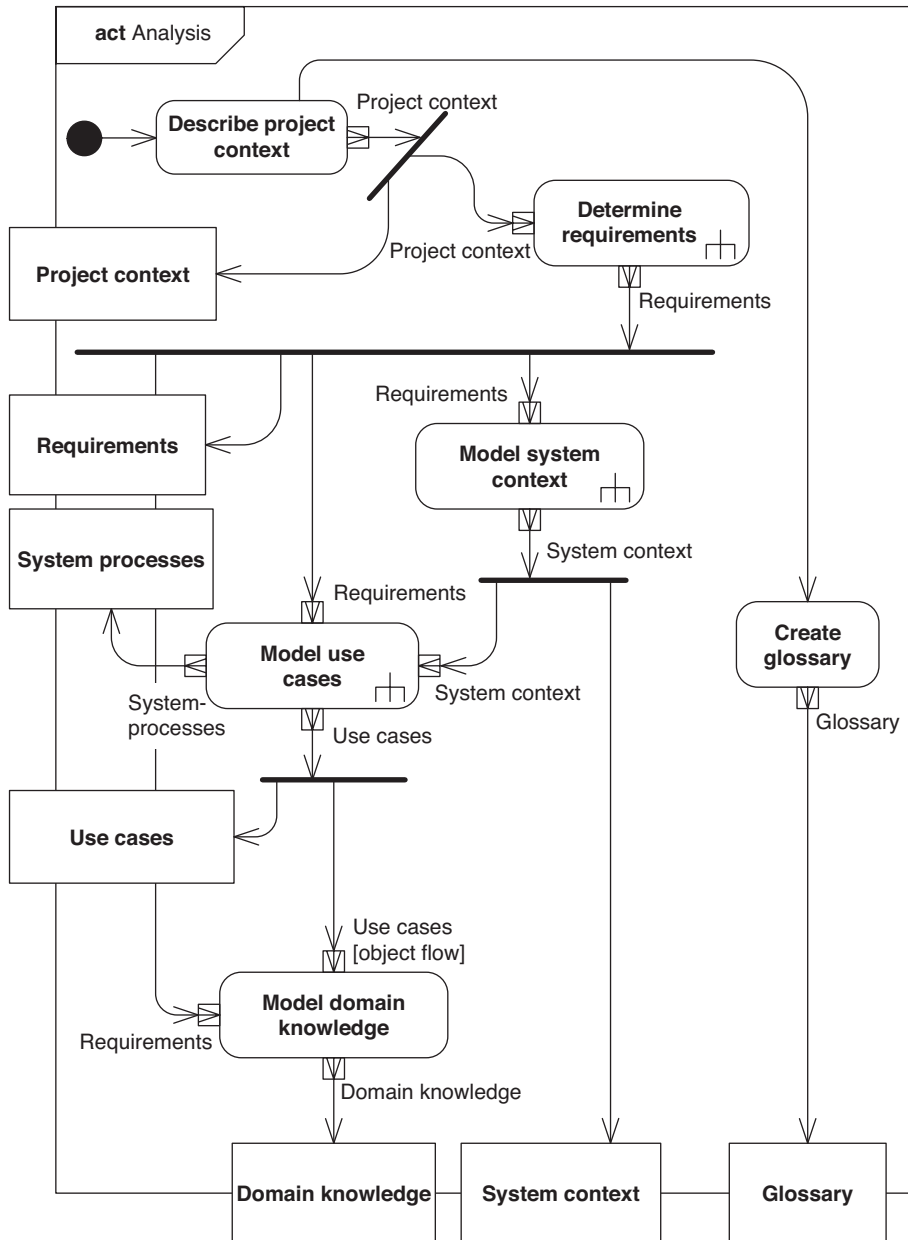 act Analysis
Project context
Describe project
context
Determine
requirements
Project context
Project context
Requirements
Requirements
Requirements
Model system
context
System processes
System context
Requirements
Create
glossary
Model use
cases
System context
System-
processes
Glossary
Use cases
Use cases
Use cases
[object flow]
Model domain
knowledge
Requirements
Domain knowledge
Domain knowledge
System context
Glossary